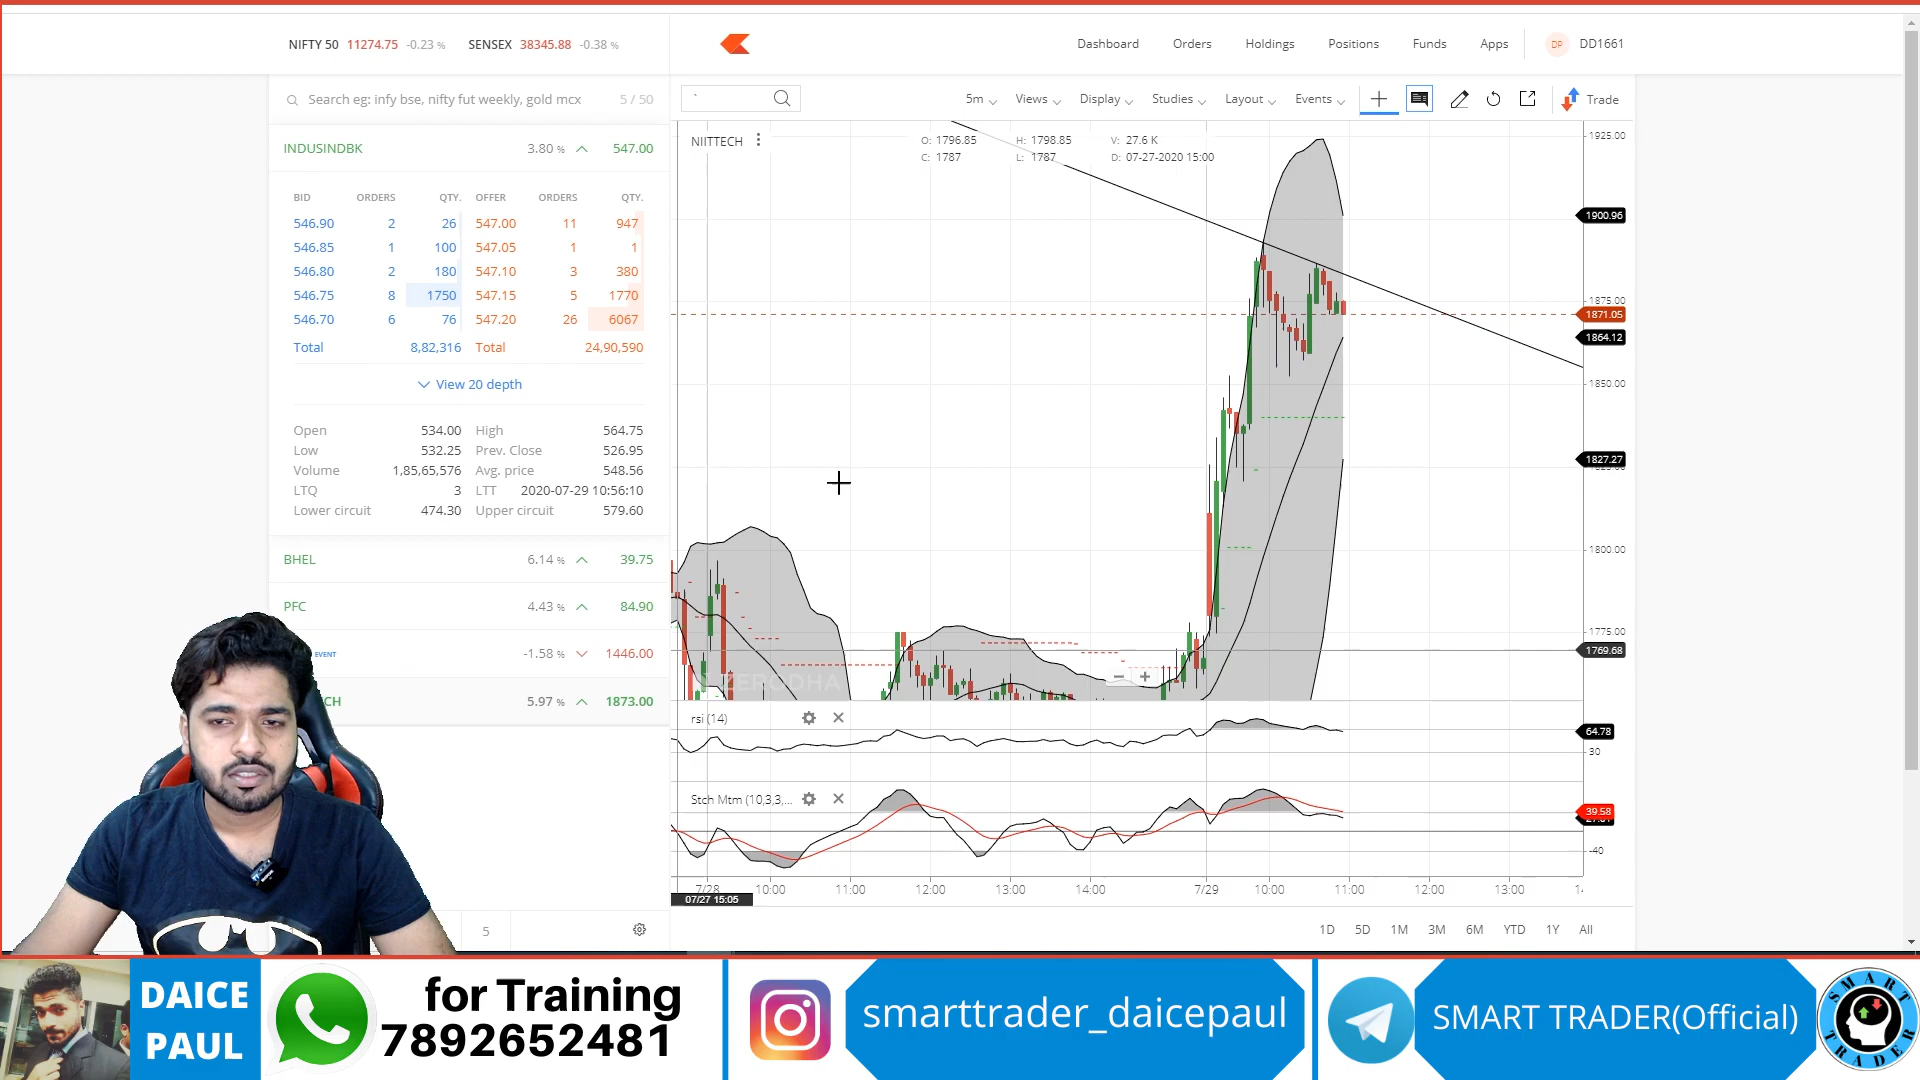 NIFTY 50 11274.75 -0.23 % SENSEX 38345.88 -0.38 %
Dashboard Orders Holdings Positions Funds Apps DP DD1661
Search eg: infy bse, nifty fut weekly, gold mcx 5 / 50
5m Views Display Studies Layout Events Trade
INDUSINDBK 3.80 % 547.00
BID ORDERS QTY. OFFER ORDERS QTY.
546.90 2 26 547.00 11 947
546.85 1 100 547.05 1 1
546.80 2 180 547.10 3 380
546.75 8 1750 547.15 5 1770
546.70 6 76 547.20 26 6067
Total 8,82,316 Total 24,90,590
View 20 depth
Open 534.00 High 564.75
Low 532.25 Prev. Close 526.95
Volume 1,85,65,576 Avg. price 548.56
LTQ 3 LTT 2020-07-29 10:56:10
Lower circuit 474.30 Upper circuit 579.60
BHEL 6.14 % 39.75
PFC 4.43 % 84.90
EVENT -1.58 % 1446.00
CH 5.97 % 1873.00
5
NIITTECH
O: 1796.85 H: 1798.85 V: 27.6 K
C: 1787 L: 1787 D: 07-27-2020 15:00
1925.00
1900.96
1875.00
1871.05
1864.12
1850.00
1827.27
1800.00
1775.00
1769.68
ZERODHA
rsi (14)
64.78
30
Stch Mtm (10,3,3,...
39.58
-40
7/28 10:00 11:00 12:00 13:00 14:00 7/29 10:00 11:00 12:00 13:00
07/27 15:05
1D 5D 1M 3M 6M YTD 1Y All
DAICE
PAUL
for Training
7892652481
smarttrader_daicepaul
SMART TRADER(Official)
SMART
TRADER